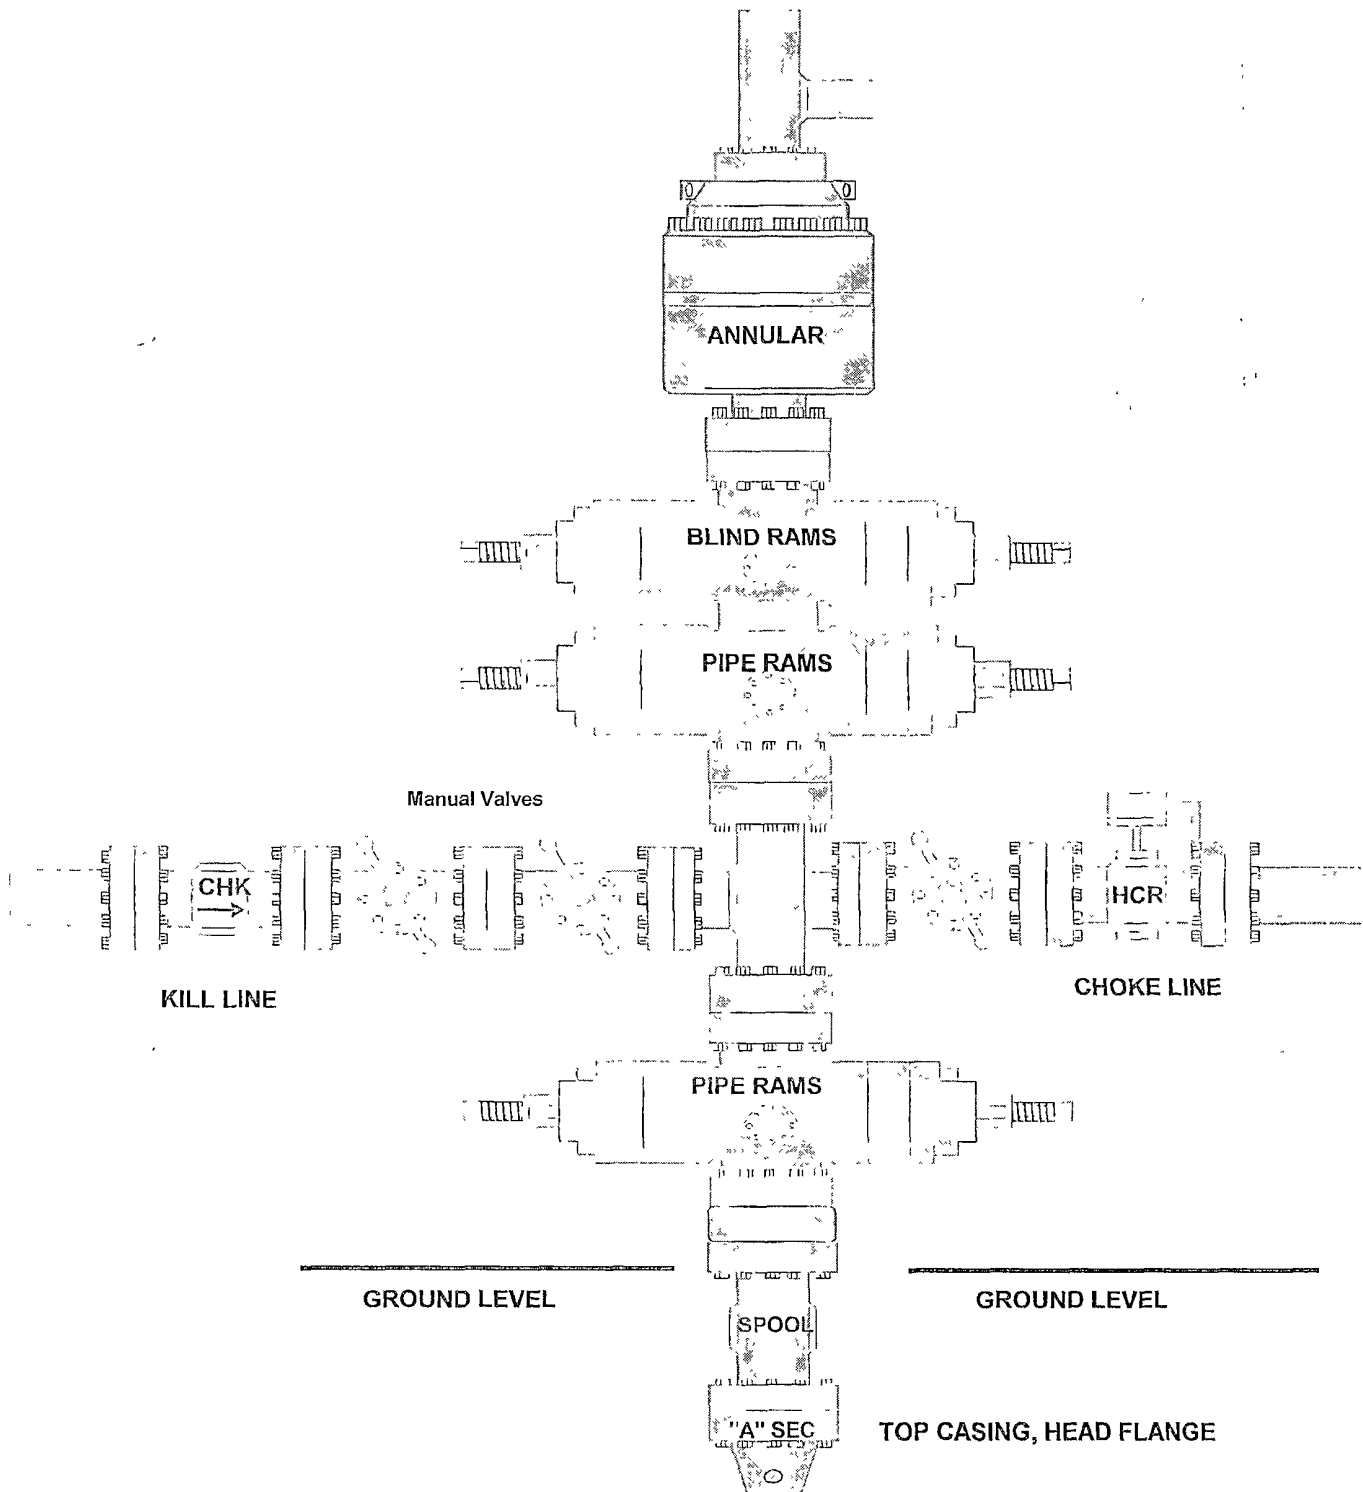 ANNULAR
BLIND RAMS
PIPE RAMS
Manual Valves
CHK
HCR
KILL LINE
CHOKE LINE
PIPE RAMS
GROUND LEVEL
GROUND LEVEL
SPOOL
"A" SEC
TOP CASING, HEAD FLANGE